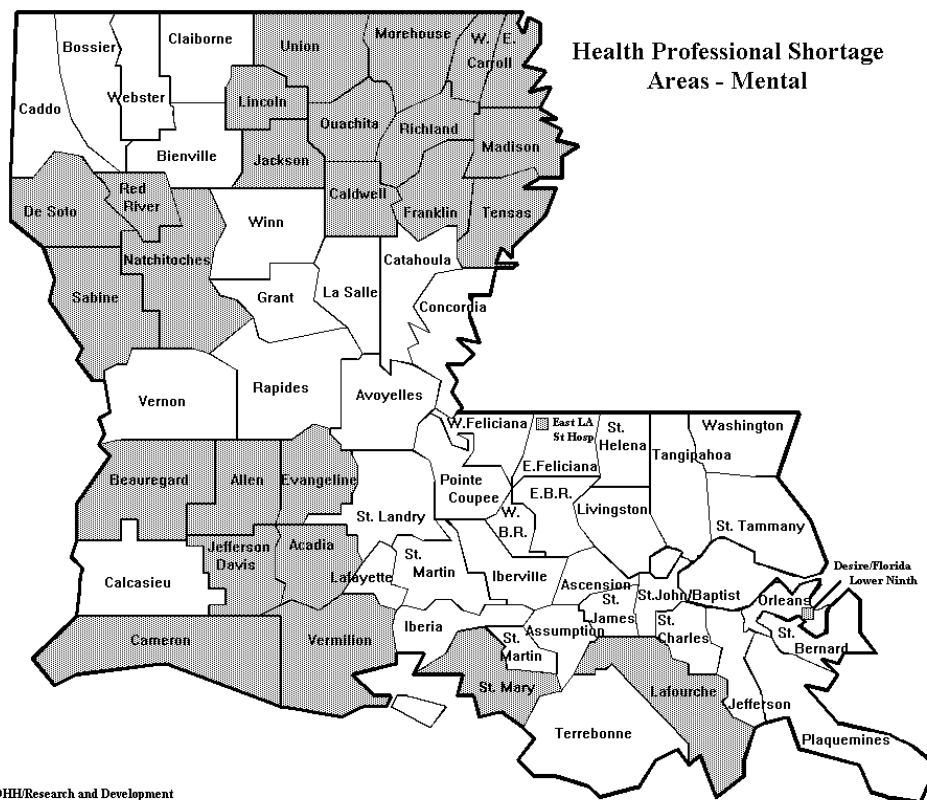 Health Professional Shortage
Areas - Mental
Bossier
Claiborne
Union
Morehouse
W.
E.
Carroll
Caddo
Webster
Lincoln
Ouachita
Richland
Madison
Bienville
Jackson
Caldwell
Franklin
Tensas
De Soto
Red
River
Winn
Natchitoches
Catahoula
Sabine
Grant
La Salle
Concordia
Vernon
Rapides
Avoyelles
W.Feliciana
East LA
St Hosp
E.Feliciana
St.
Helena
Tangipahoa
Washington
Beauregard
Allen
Evangeline
Pointe
Coupee
E.B.R.
W.
B.R.
Livingston
St. Landry
St. Tammany
Jefferson
Davis
Acadia
Lafayette
St.
Martin
Iberville
Calcasieu
Ascension
St.John/Baptist
Desire/Florida
Lower Ninth
Orleans
St.
James
St.
Charles
St.
Bernard
Cameron
Vermilion
Iberia
St.
Martin
Assumption
St. Mary
Lafourche
Jefferson
Terrebonne
Plaquemines
DHH/Research and Development